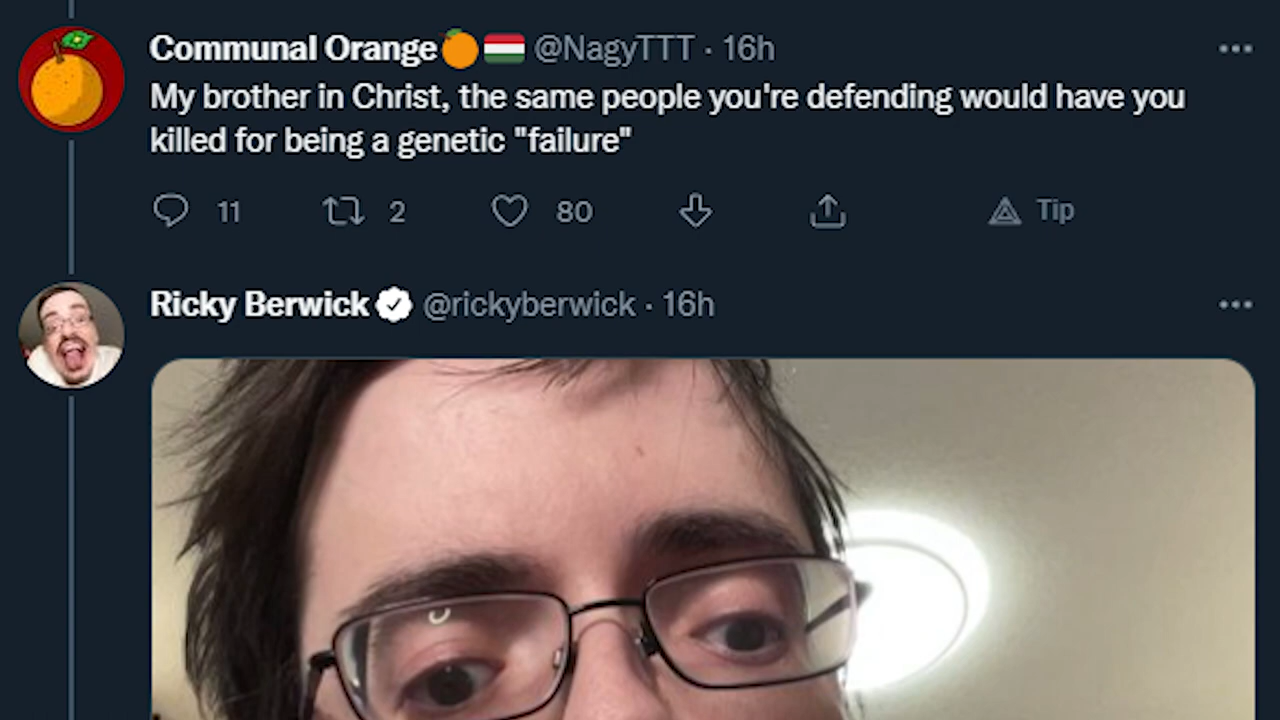 Communal Orange🍊🇭🇺 @NagyTTT · 16h
My brother in Christ, the same people you're defending would have you
killed for being a genetic "failure"
11 2 80 Tip
Ricky Berwick @rickyberwick · 16h